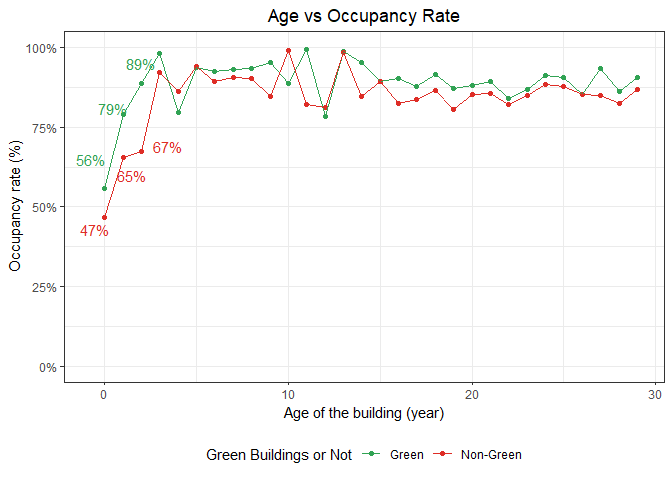 Age vs Occupancy Rate
100%
89%
79%
75%
67%
56%
65%
50%
47%
25%
0%
Occupancy rate (%)
0 10 20 30
Age of the building (year)
Green Buildings or Not Green Non-Green